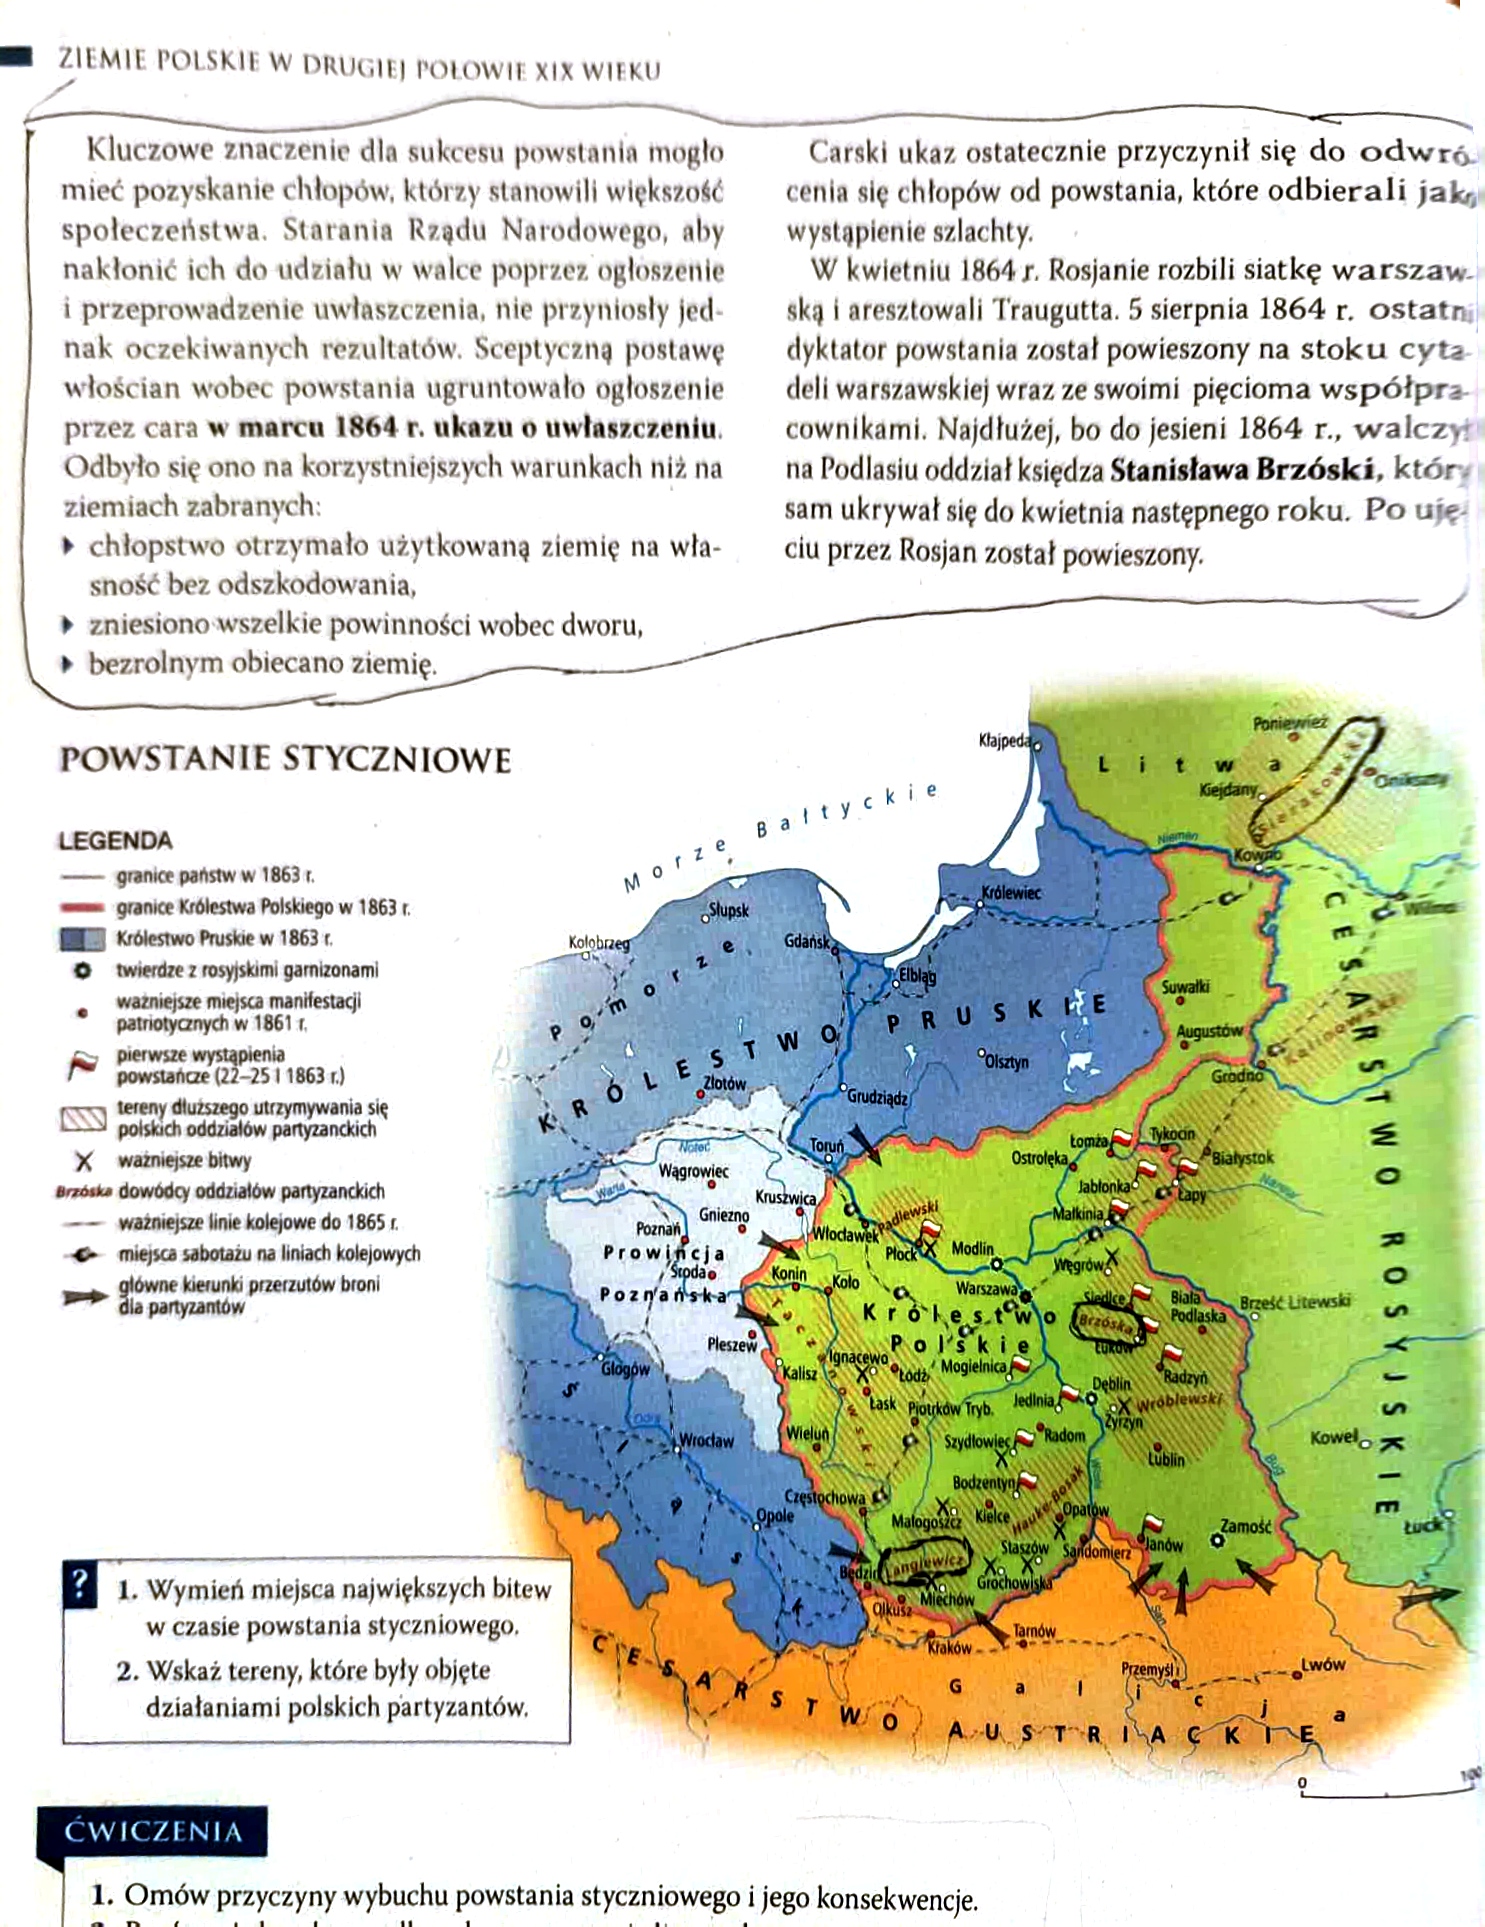 ZIEMIE POLSKIE W DRUGIEJ POŁOWIE XIX WIEKU
Kluczowe znaczenie dla sukcesu powstania mogło
mieć pozyskanie chłopów, którzy stanowili większość
społeczeństwa. Starania Rządu Narodowego, aby
nakłonić ich do udziału w walce poprzez ogłoszenie
i przeprowadzenie uwłaszczenia, nie przyniosły jed-
nak oczekiwanych rezultatów. Sceptyczną postawę
włościan wobec powstania ugruntowało ogłoszenie
przez cara w marcu 1864 r. ukazu o uwłaszczeniu.
Odbyło się ono na korzystniejszych warunkach niż na
ziemiach zabranych:
chłopstwo otrzymało użytkowaną ziemię na wła-
sność bez odszkodowania,
zniesiono wszelkie powinności wobec dworu,
bezrolnym obiecano ziemię.
Carski ukaz ostatecznie przyczynił się do odwró-
cenia się chłopów od powstania, które odbierali jako
wystąpienie szlachty.
W kwietniu 1864 r. Rosjanie rozbili siatkę warszaw-
ską i aresztowali Traugutta. 5 sierpnia 1864 r. ostatni
dyktator powstania został powieszony na stoku cyta-
deli warszawskiej wraz ze swoimi pięcioma współpra-
cownikami. Najdłużej, bo do jesieni 1864 r., walczył
na Podlasiu oddział księdza Stanisława Brzóski, który
sam ukrywał się do kwietnia następnego roku. Po uję-
ciu przez Rosjan został powieszony.
POWSTANIE STYCZNIOWE
LEGENDA
granice państw w 1863 r.
granice Królestwa Polskiego w 1863 r.
Królestwo Pruskie w 1863 r.
twierdze z rosyjskimi garnizonami
ważniejsze miejsca manifestacji
patriotycznych w 1861 r.
pierwsze wystąpienia
powstańcze (22–25 I 1863 r.)
tereny dłuższego utrzymywania się
polskich oddziałów partyzanckich
ważniejsze bitwy
Brzóska dowódcy oddziałów partyzanckich
ważniejsze linie kolejowe do 1865 r.
miejsca sabotażu na liniach kolejowych
główne kierunki przerzutów broni
dla partyzantów
Morze Bałtyckie
Kłajpeda
Litwa
Poniewież
Kiejdany
Onikszty
Sierakowski
Niemen
Kowno
Wilno
Królewiec
Słupsk
Kołobrzeg
Gdańsk
Elbląg
Pomorze
KRÓLESTWO PRUSKIE
Suwałki
Augustów
Kalinowski
Grodno
CESARSTWO ROSYJSKIE
Olsztyn
Złotów
Grudziądz
Toruń
Noteć
Wągrowiec
Warta
Kruszwica
Gniezno
Poznań
Prowincja
Poznańska
Środa
Pleszew
Łomża
Tykocin
Ostrołęka
Białystok
Jabłonka
Łapy
Narew
Małkinia
Włocławek
Padlewski
Płock
Modlin
Węgrów
Konin
Koło
Warszawa
Siedlce
Biała
Podlaska
Brześć Litewski
Królestwo
Polskie
Brzóska
Łuków
Taczanowski
Ignacewo
Kalisz
Łódź
Mogielnica
Radzyń
Głogów
Łask
Piotrków Tryb.
Jedlnia
Dęblin
Wróblewski
Żyrzyn
Odra
Wrocław
Wieluń
Szydłowiec
Radom
Lublin
Kowel
Bug
Wisła
Śląsk
Częstochowa
Bodzentyn
Opole
Małogoszcz
Kielce
Hauke-Bosak
Opatów
Zamość
Łuck
Staszów
Sandomierz
Janów
Będzin
Langiewicz
Grochowiska
Miechów
Olkusz
Kraków
Tarnów
San
Przemyśl
Lwów
Galicja
CESARSTWO AUSTRIACKIE
0 100
?
1. Wymień miejsca największych bitew
w czasie powstania styczniowego.
2. Wskaż tereny, które były objęte
działaniami polskich partyzantów.
ĆWICZENIA
1. Omów przyczyny wybuchu powstania styczniowego i jego konsekwencje.